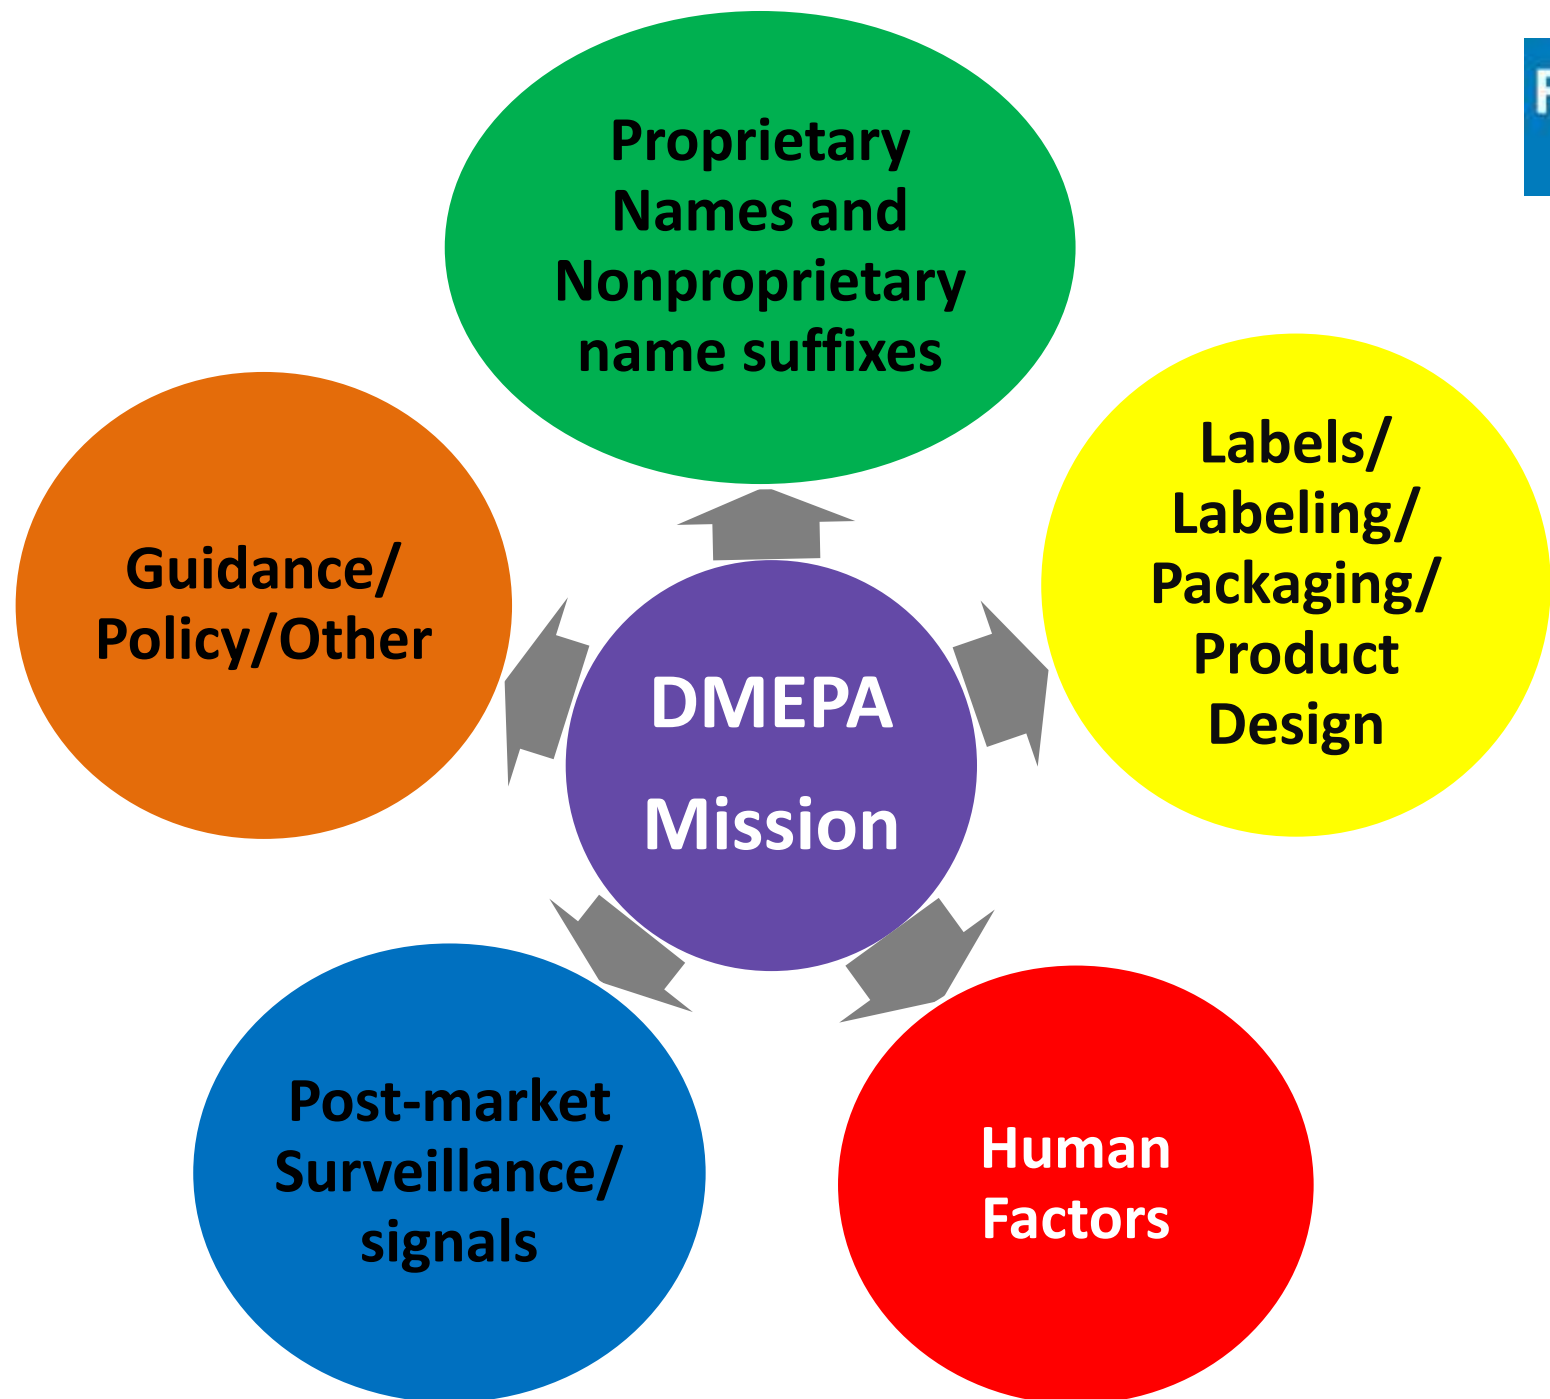 Proprietary
Names and
Nonproprietary
name suffixes
Labels/
Labeling/
Packaging/
Product
Design
Guidance/
Policy/Other
DMEPA
Mission
Post-market
Surveillance/
signals
Human
Factors